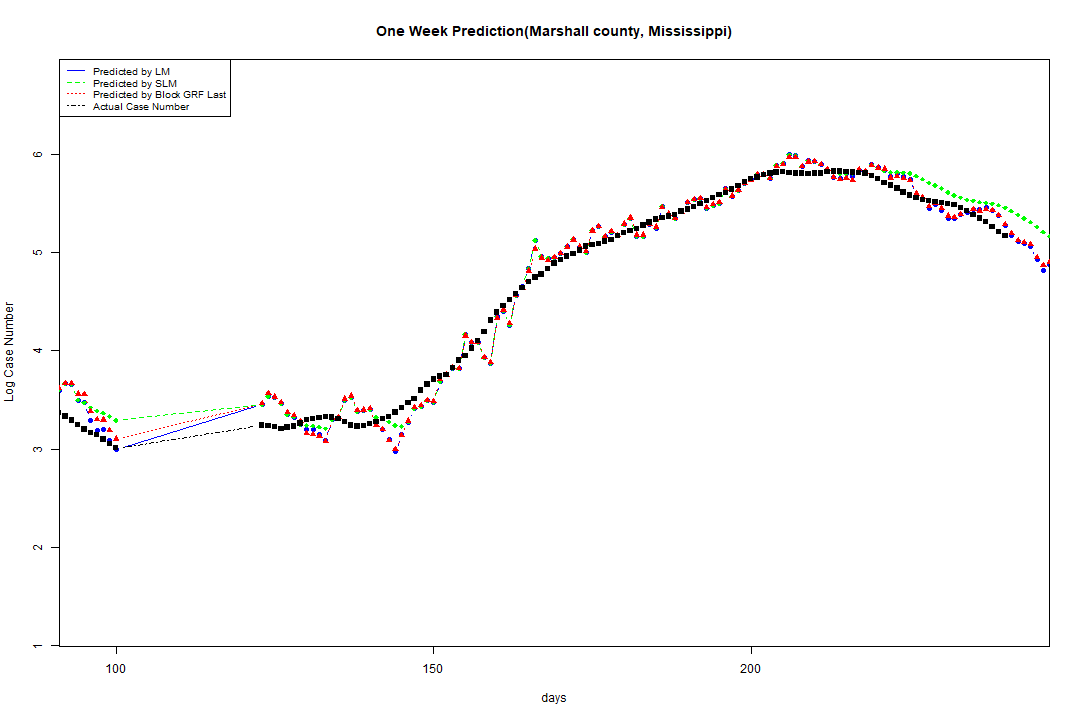 One Week Prediction(Marshall county, Mississippi)
Predicted by LM
Predicted by SLM
Predicted by Block GRF Last
Actual Case Number
Log Case Number
6
5
4
3
2
1
100 150 200
days